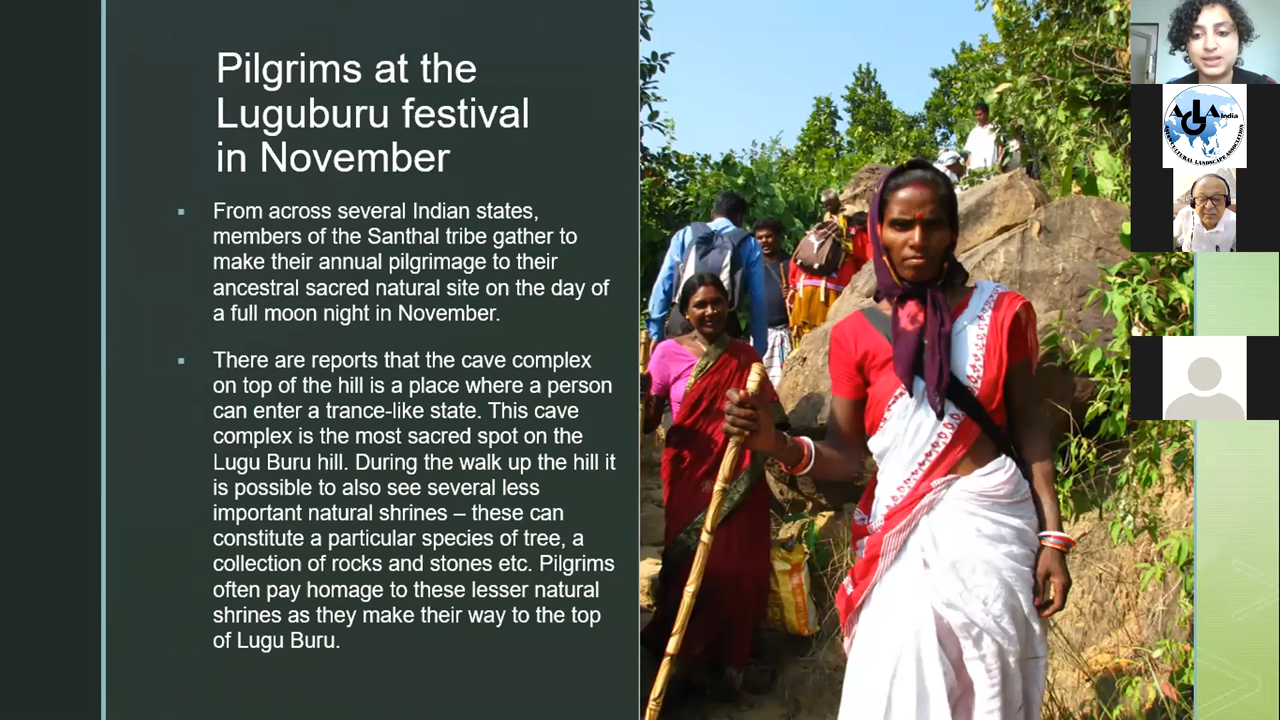 Pilgrims at the
Luguburu festival
in November
▪ From across several Indian states,
members of the Santhal tribe gather to
make their annual pilgrimage to their
ancestral sacred natural site on the day of
a full moon night in November.
▪ There are reports that the cave complex
on top of the hill is a place where a person
can enter a trance-like state. This cave
complex is the most sacred spot on the
Lugu Buru hill. During the walk up the hill it
is possible to also see several less
important natural shrines – these can
constitute a particular species of tree, a
collection of rocks and stones etc. Pilgrims
often pay homage to these lesser natural
shrines as they make their way to the top
of Lugu Buru.
India